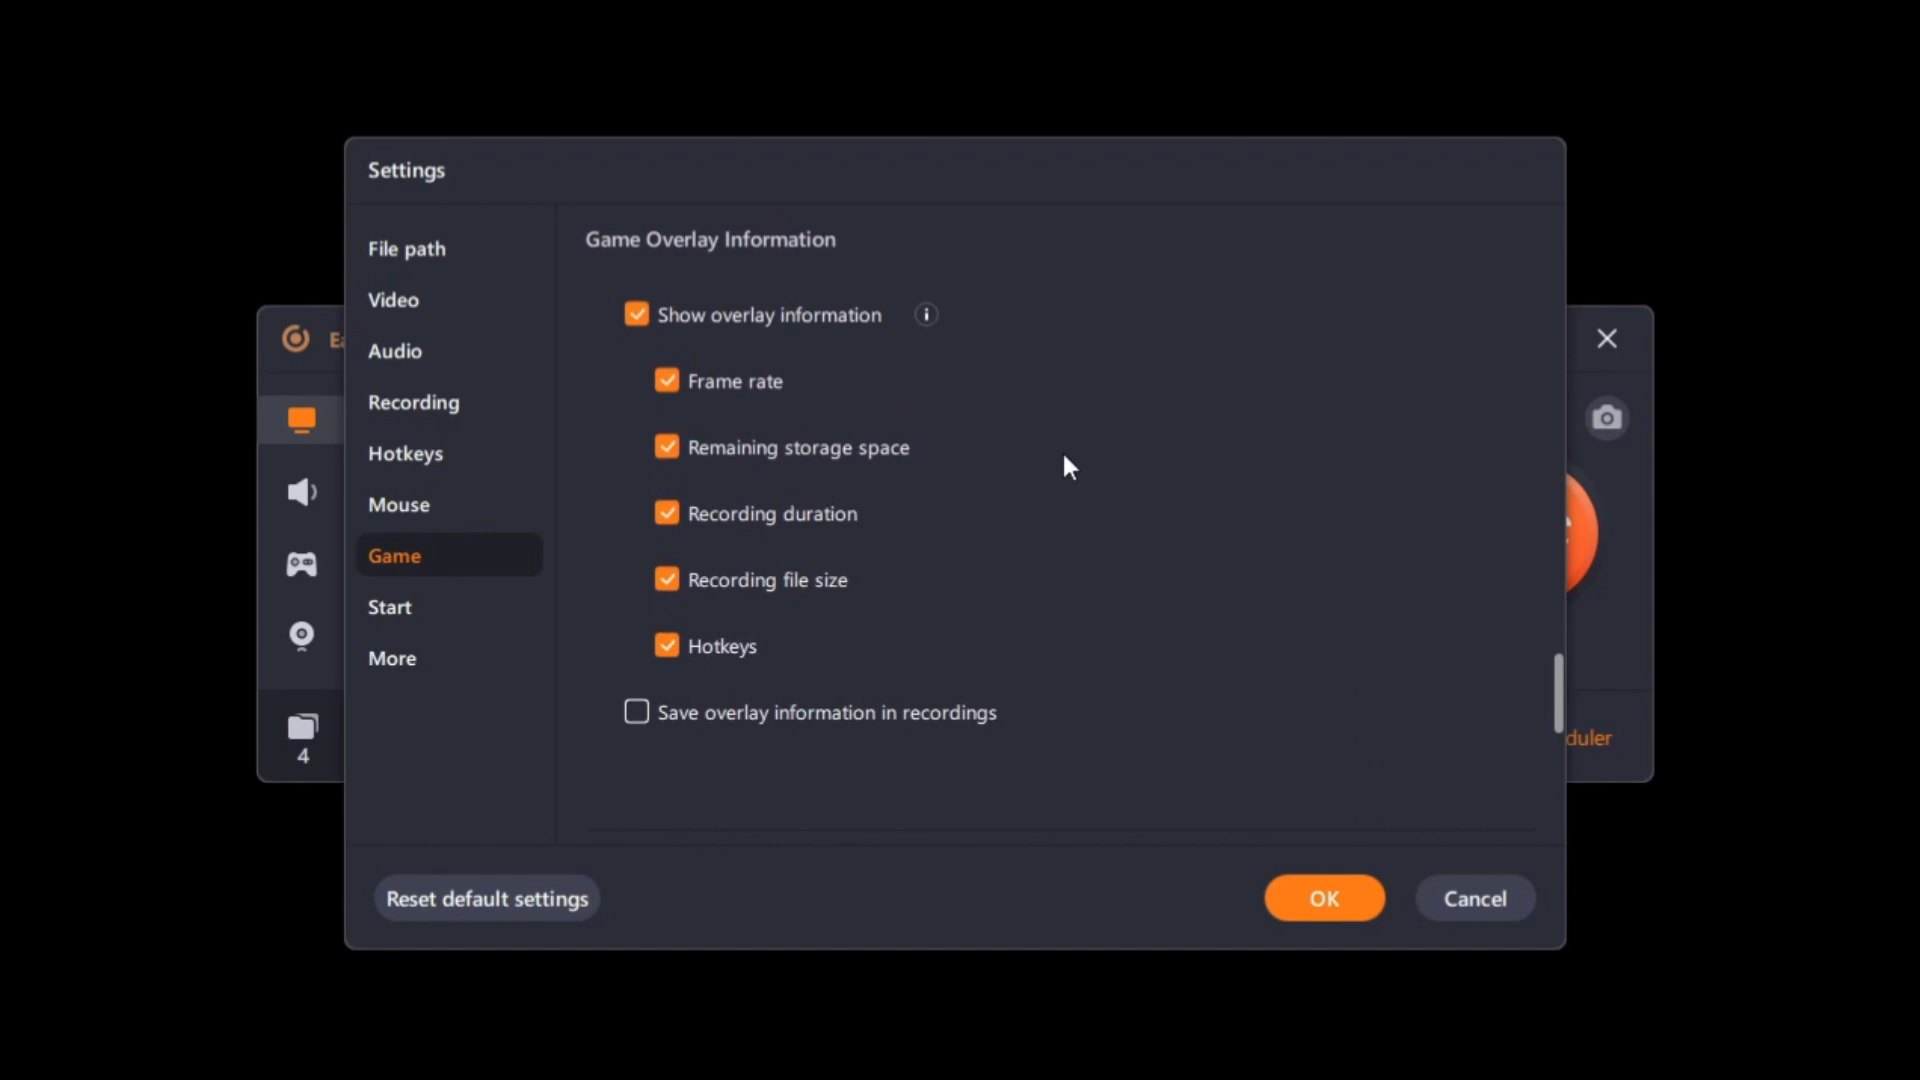 Settings
File path
Video
Audio
Recording
Hotkeys
Mouse
Game
Start
More
Game Overlay Information
Show overlay information
Frame rate
Remaining storage space
Recording duration
Recording file size
Hotkeys
Save overlay information in recordings
Ea
4
duler
Reset default settings
OK
Cancel